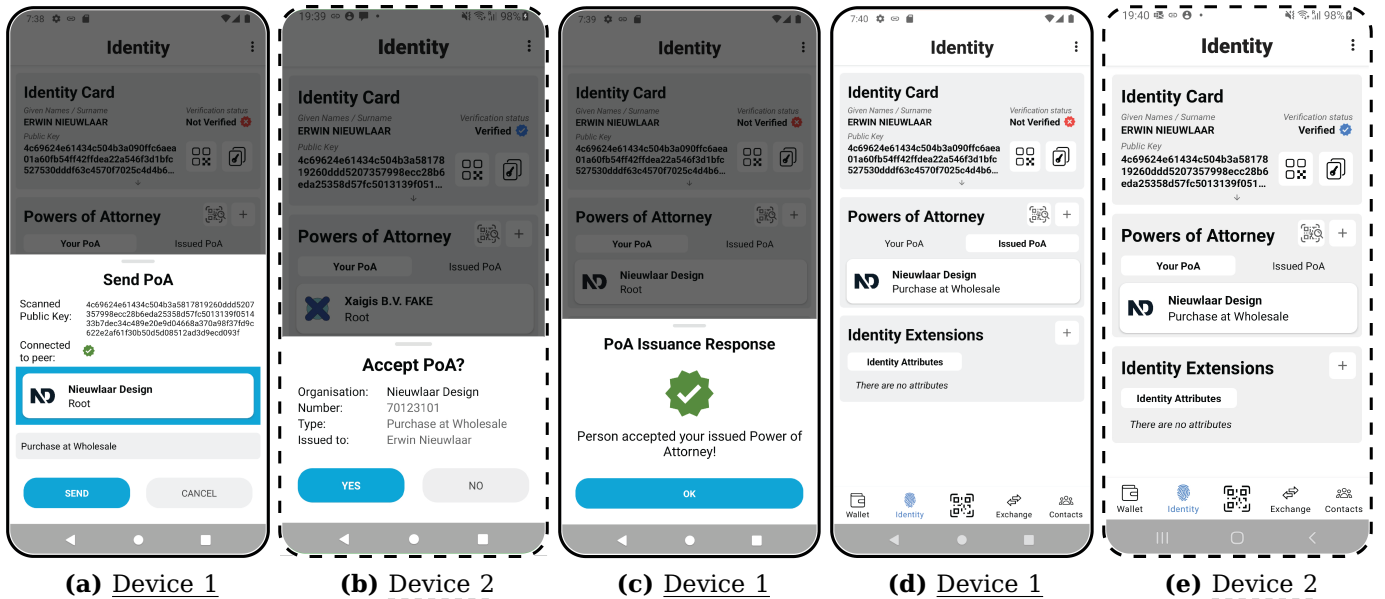 7:38
Identity
Identity Card
Given Names / Surname
Verification status
ERWIN NIEUWLAAR
Not Verified
Public Key
4c69624e61434c504b3a090ffc6aea
01a60fb54ff42ffdea22a546f3d1bfc
527530dddf63c4570f7025c4d4b6…
Powers of Attorney
Your PoA
Issued PoA
Send PoA
Scanned
Public Key:
4c69624e61434c504b3a5817819260ddd5207
357998ecc28b6eda25358d57fc5013139f0514
33b7dec34c489e20e9d04668a370a98f37fd9c
622e2af61f30b50d5d08512ad3d9ecd093f
Connected
to peer:
ND
Nieuwlaar Design
Root
Purchase at Wholesale
SEND
CANCEL
(a) Device 1
19:39
98%
Identity
Identity Card
Given Names / Surname
Verification status
ERWIN NIEUWLAAR
Verified
Public Key
4c69624e61434c504b3a58178
19260ddd5207357998ecc28b6
eda25358d57fc5013139f051…
Powers of Attorney
Your PoA
Issued PoA
Xaigis B.V. FAKE
Root
Accept PoA?
Organisation: Nieuwlaar Design
Number: 70123101
Type: Purchase at Wholesale
Issued to: Erwin Nieuwlaar
YES
NO
(b) Device 2
7:39
Identity
Identity Card
Given Names / Surname
Verification status
ERWIN NIEUWLAAR
Not Verified
Public Key
4c69624e61434c504b3a090ffc6aea
01a60fb54ff42ffdea22a546f3d1bfc
527530dddf63c4570f7025c4d4b6…
Powers of Attorney
Your PoA
Issued PoA
ND
Nieuwlaar Design
Root
PoA Issuance Response
Person accepted your issued Power of
Attorney!
OK
(c) Device 1
7:40
Identity
Identity Card
Given Names / Surname
Verification status
ERWIN NIEUWLAAR
Not Verified
Public Key
4c69624e61434c504b3a090ffc6aea
01a60fb54ff42ffdea22a546f3d1bfc
527530dddf63c4570f7025c4d4b6…
Powers of Attorney
Your PoA
Issued PoA
ND
Nieuwlaar Design
Purchase at Wholesale
Identity Extensions
Identity Attributes
There are no attributes
Wallet
Identity
Exchange
Contacts
(d) Device 1
19:40
98%
Identity
Identity Card
Given Names / Surname
Verification status
ERWIN NIEUWLAAR
Verified
Public Key
4c69624e61434c504b3a58178
19260ddd5207357998ecc28b6
eda25358d57fc5013139f051…
Powers of Attorney
Your PoA
Issued PoA
ND
Nieuwlaar Design
Purchase at Wholesale
Identity Extensions
Identity Attributes
There are no attributes
Wallet
Identity
Exchange
Contacts
(e) Device 2